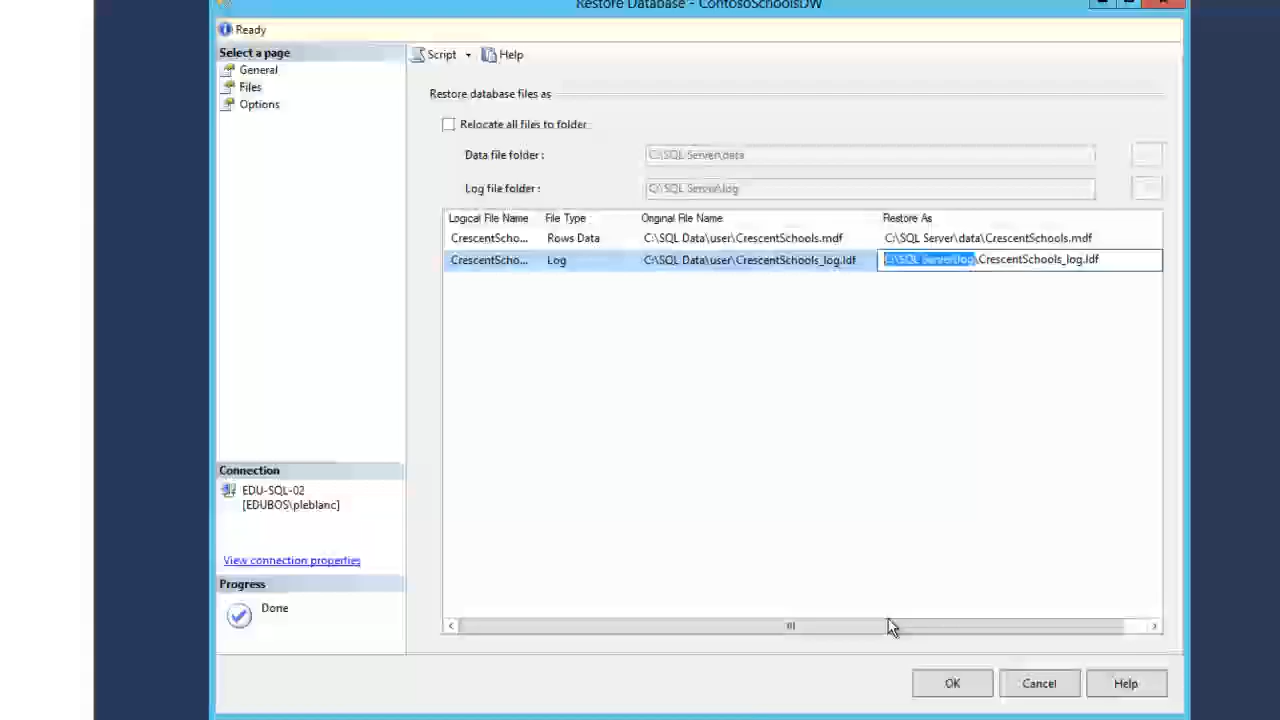 Restore Database - ContosoSchoolsDW
Ready
Select a page
General
Files
Options
Script Help
Restore database files as
Relocate all files to folder
Data file folder : C:\SQL Server\data
Log file folder : C:\SQL Server\log
Logical File Name File Type Original File Name Restore As
CrescentScho... Rows Data C:\SQL Data\user\CrescentSchools.mdf C:\SQL Server\data\CrescentSchools.mdf
CrescentScho... Log C:\SQL Data\user\CrescentSchools_log.ldf C:\SQL Server\log\CrescentSchools_log.ldf
Connection
EDU-SQL-02
[EDUBOS\pleblanc]
View connection properties
Progress
Done
OK Cancel Help